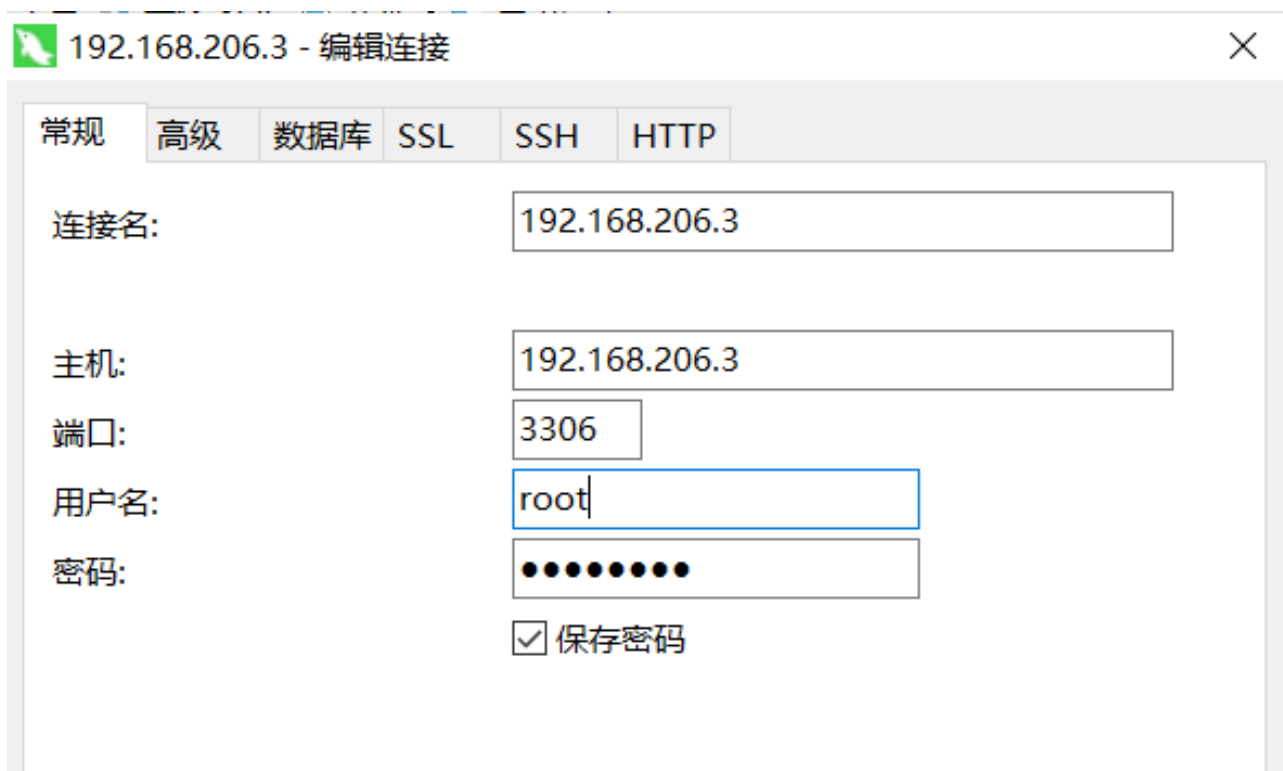 192.168.206.3 - 编辑连接
常规 高级 数据库 SSL SSH HTTP
连接名: 192.168.206.3
主机: 192.168.206.3
端口: 3306
用户名: root
密码: ●●●●●●●●
保存密码